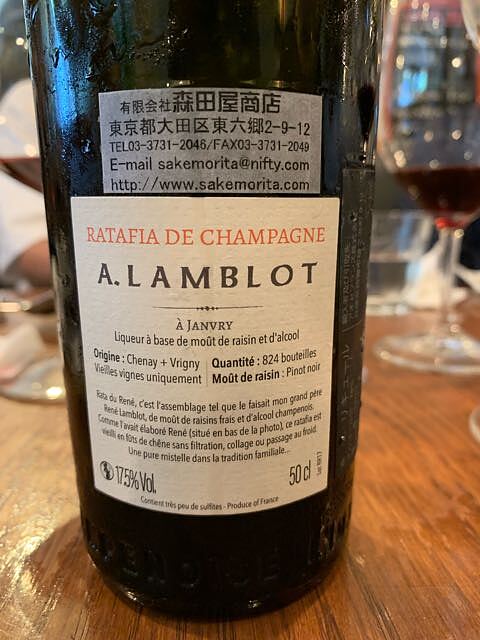 有限会社森田屋商店
東京都大田区東六郷2-9-12
TEL03-3731-2046/FAX03-3731-2049
E-mail sakemorita@nifty.com
http://www.sakemorita.com
RATAFIA DE CHAMPAGNE
A.LAMBLOT
À JANVRY
Liqueur à base de moût de raisin et d'alcool
Origine : Chenay + Vrigny
Vieilles vignes uniquement
Quantité : 824 bouteilles
Moût de raisin : Pinot noir
Rata du René, c'est l'assemblage tel que le faisait mon grand père
René Lamblot, de moûts de raisins frais et d'alcool champenois.
Comme l'avait élaboré René (situé en bas de la photo), ce ratafia est
vieilli en fûts de chêne sans filtration, collage ou passage au froid.
Une pure mistelle dans la tradition familiale...
17.5% Vol.
50 cl
Contient très peu de sulfites - Produce of France